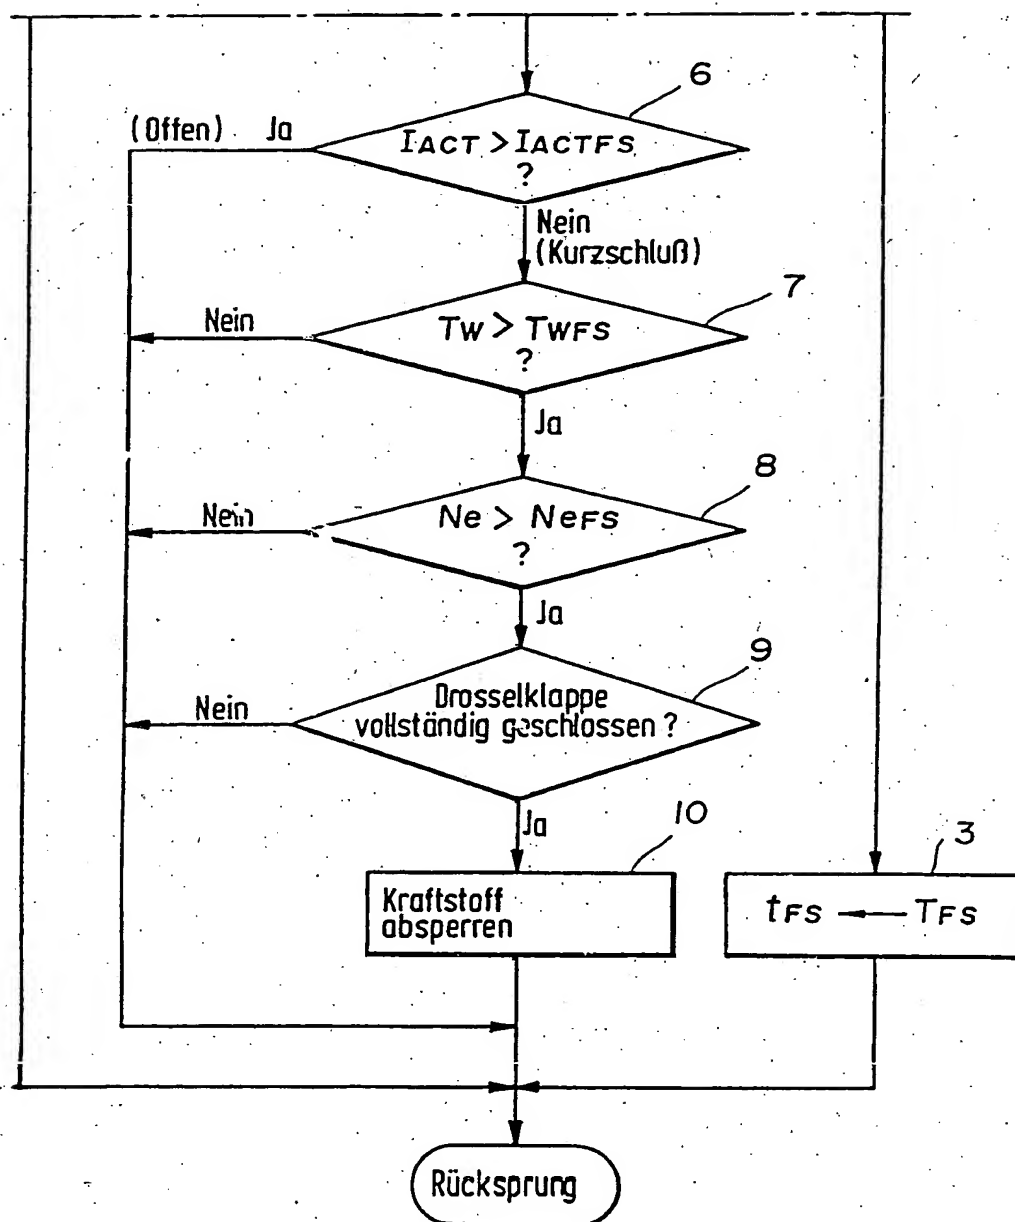 6
(Offen) Ja
IACT > IACTFS
?
Nein
(Kurzschluß)
7
Nein
TW > TWFS
?
Ja
8
Nein
Ne > NeFS
?
Ja
9
Nein
Drosselklappe
vollständig geschlossen ?
Ja
10
3
Kraftstoff
absperren
tFS ← TFS
Rücksprung